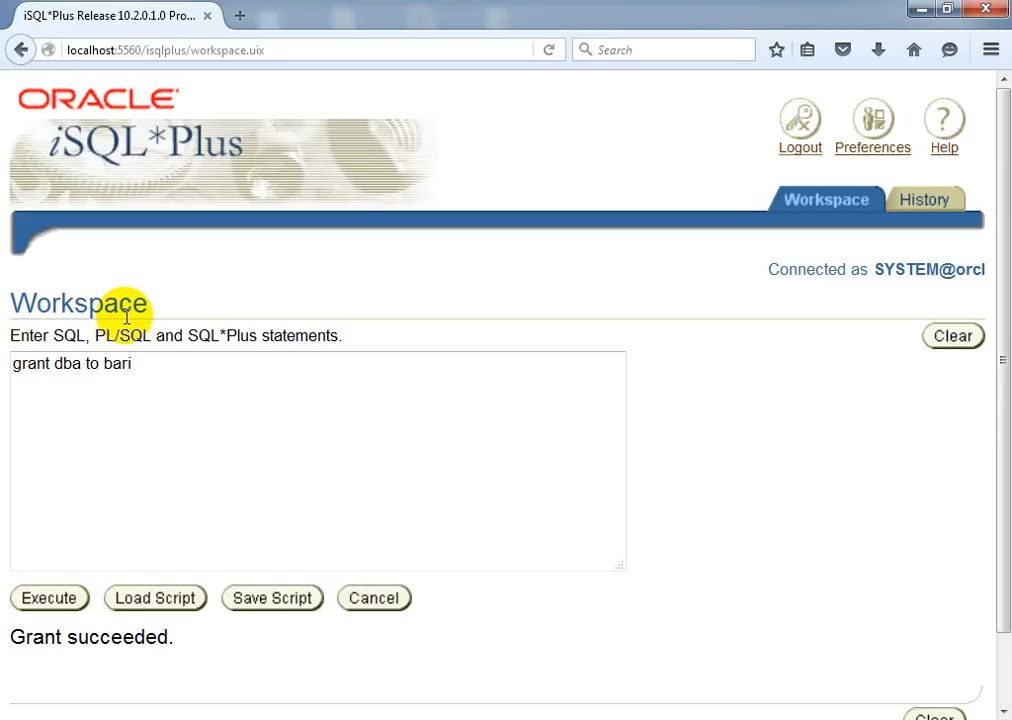 iSQL*Plus Release 10.2.0.1.0 Pro...
localhost:5560/isqlplus/workspace.uix
Search
ORACLE
iSQL*Plus
Logout
Preferences
Help
Workspace
History
Connected as SYSTEM@orcl
Workspace
Enter SQL, PL/SQL and SQL*Plus statements.
Clear
grant dba to bari
Execute
Load Script
Save Script
Cancel
Grant succeeded.
Clear